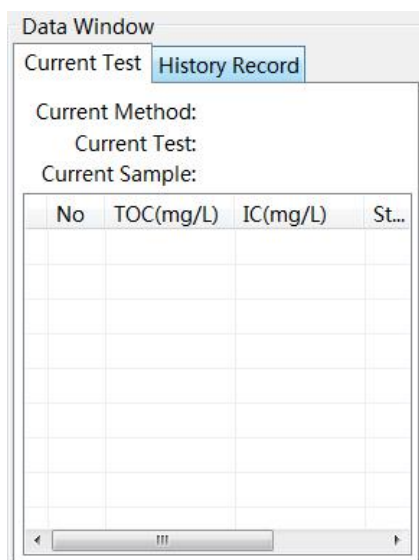 Data Window
Current Test History Record
Current Method:
Current Test:
Current Sample:
No TOC(mg/L) IC(mg/L) St...